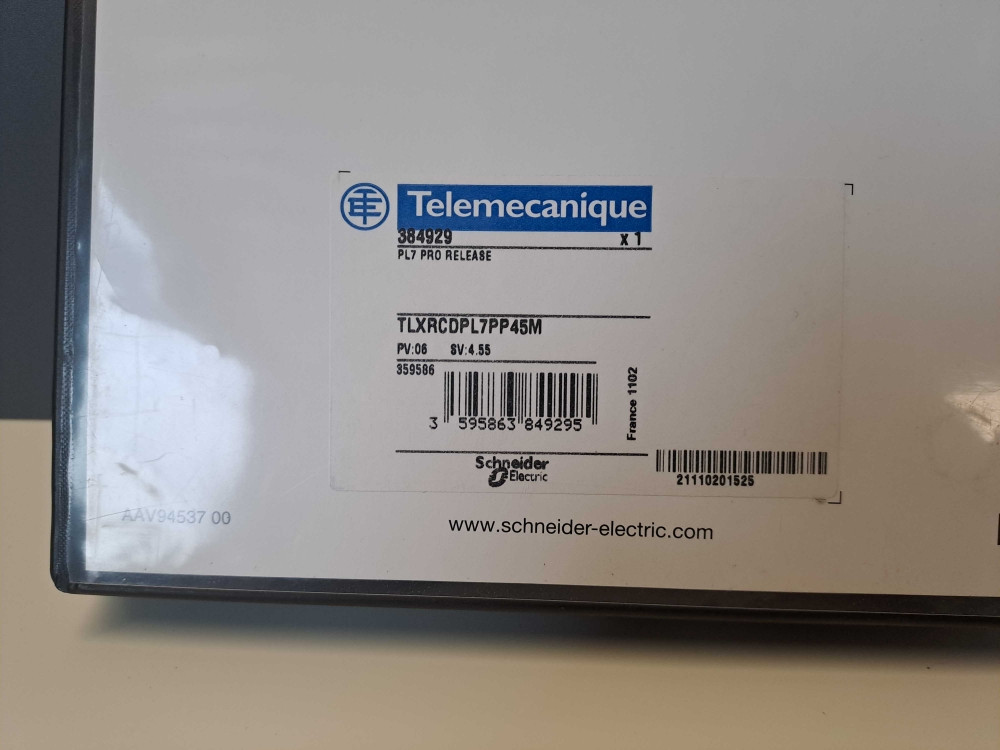 Telemecanique
384929 x 1
PL7 PRO RELEASE
TLXRCDPL7PP45M
PV:06 SV:4.55
359586
3 595863 849295
France 1102
Schneider
Electric
21110201525
AAV94537 00
www.schneider-electric.com